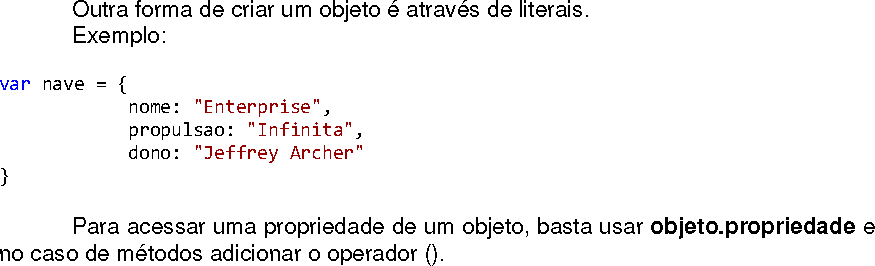 Outra forma de criar um objeto é através de literais.
Exemplo:
var nave = {
nome: "Enterprise",
propulsao: "Infinita",
dono: "Jeffrey Archer"
}
Para acessar uma propriedade de um objeto, basta usar objeto.propriedade e
no caso de métodos adicionar o operador ().